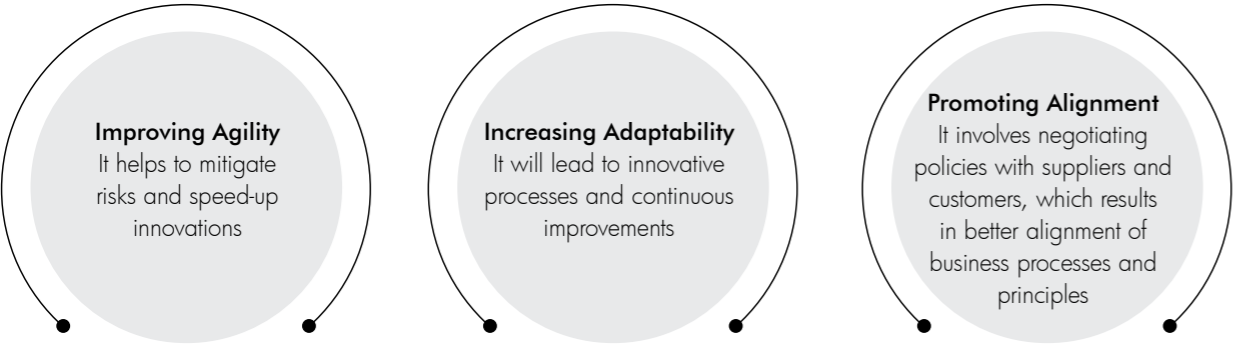 Improving Agility
It helps to mitigate
risks and speed-up
innovations
Increasing Adaptability
It will lead to innovative
processes and continuous
improvements
Promoting Alignment
It involves negotiating
policies with suppliers and
customers, which results
in better alignment of
business processes and
principles